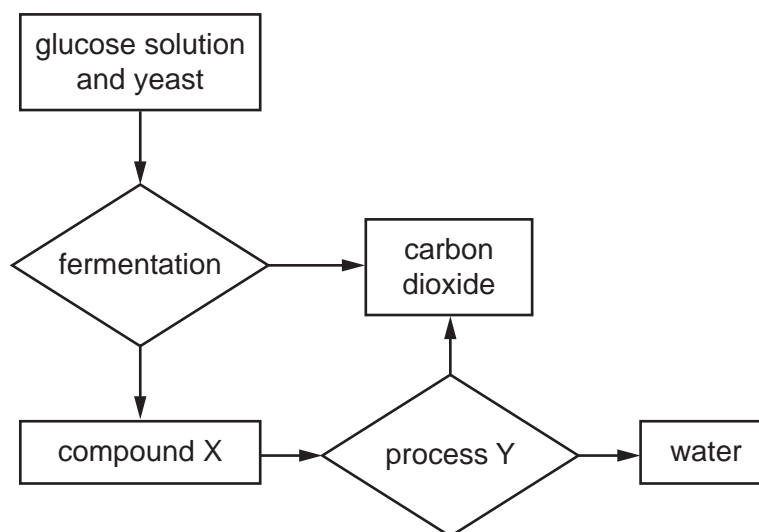 glucose solution
and yeast
fermentation
carbon
dioxide
compound X
process Y
water